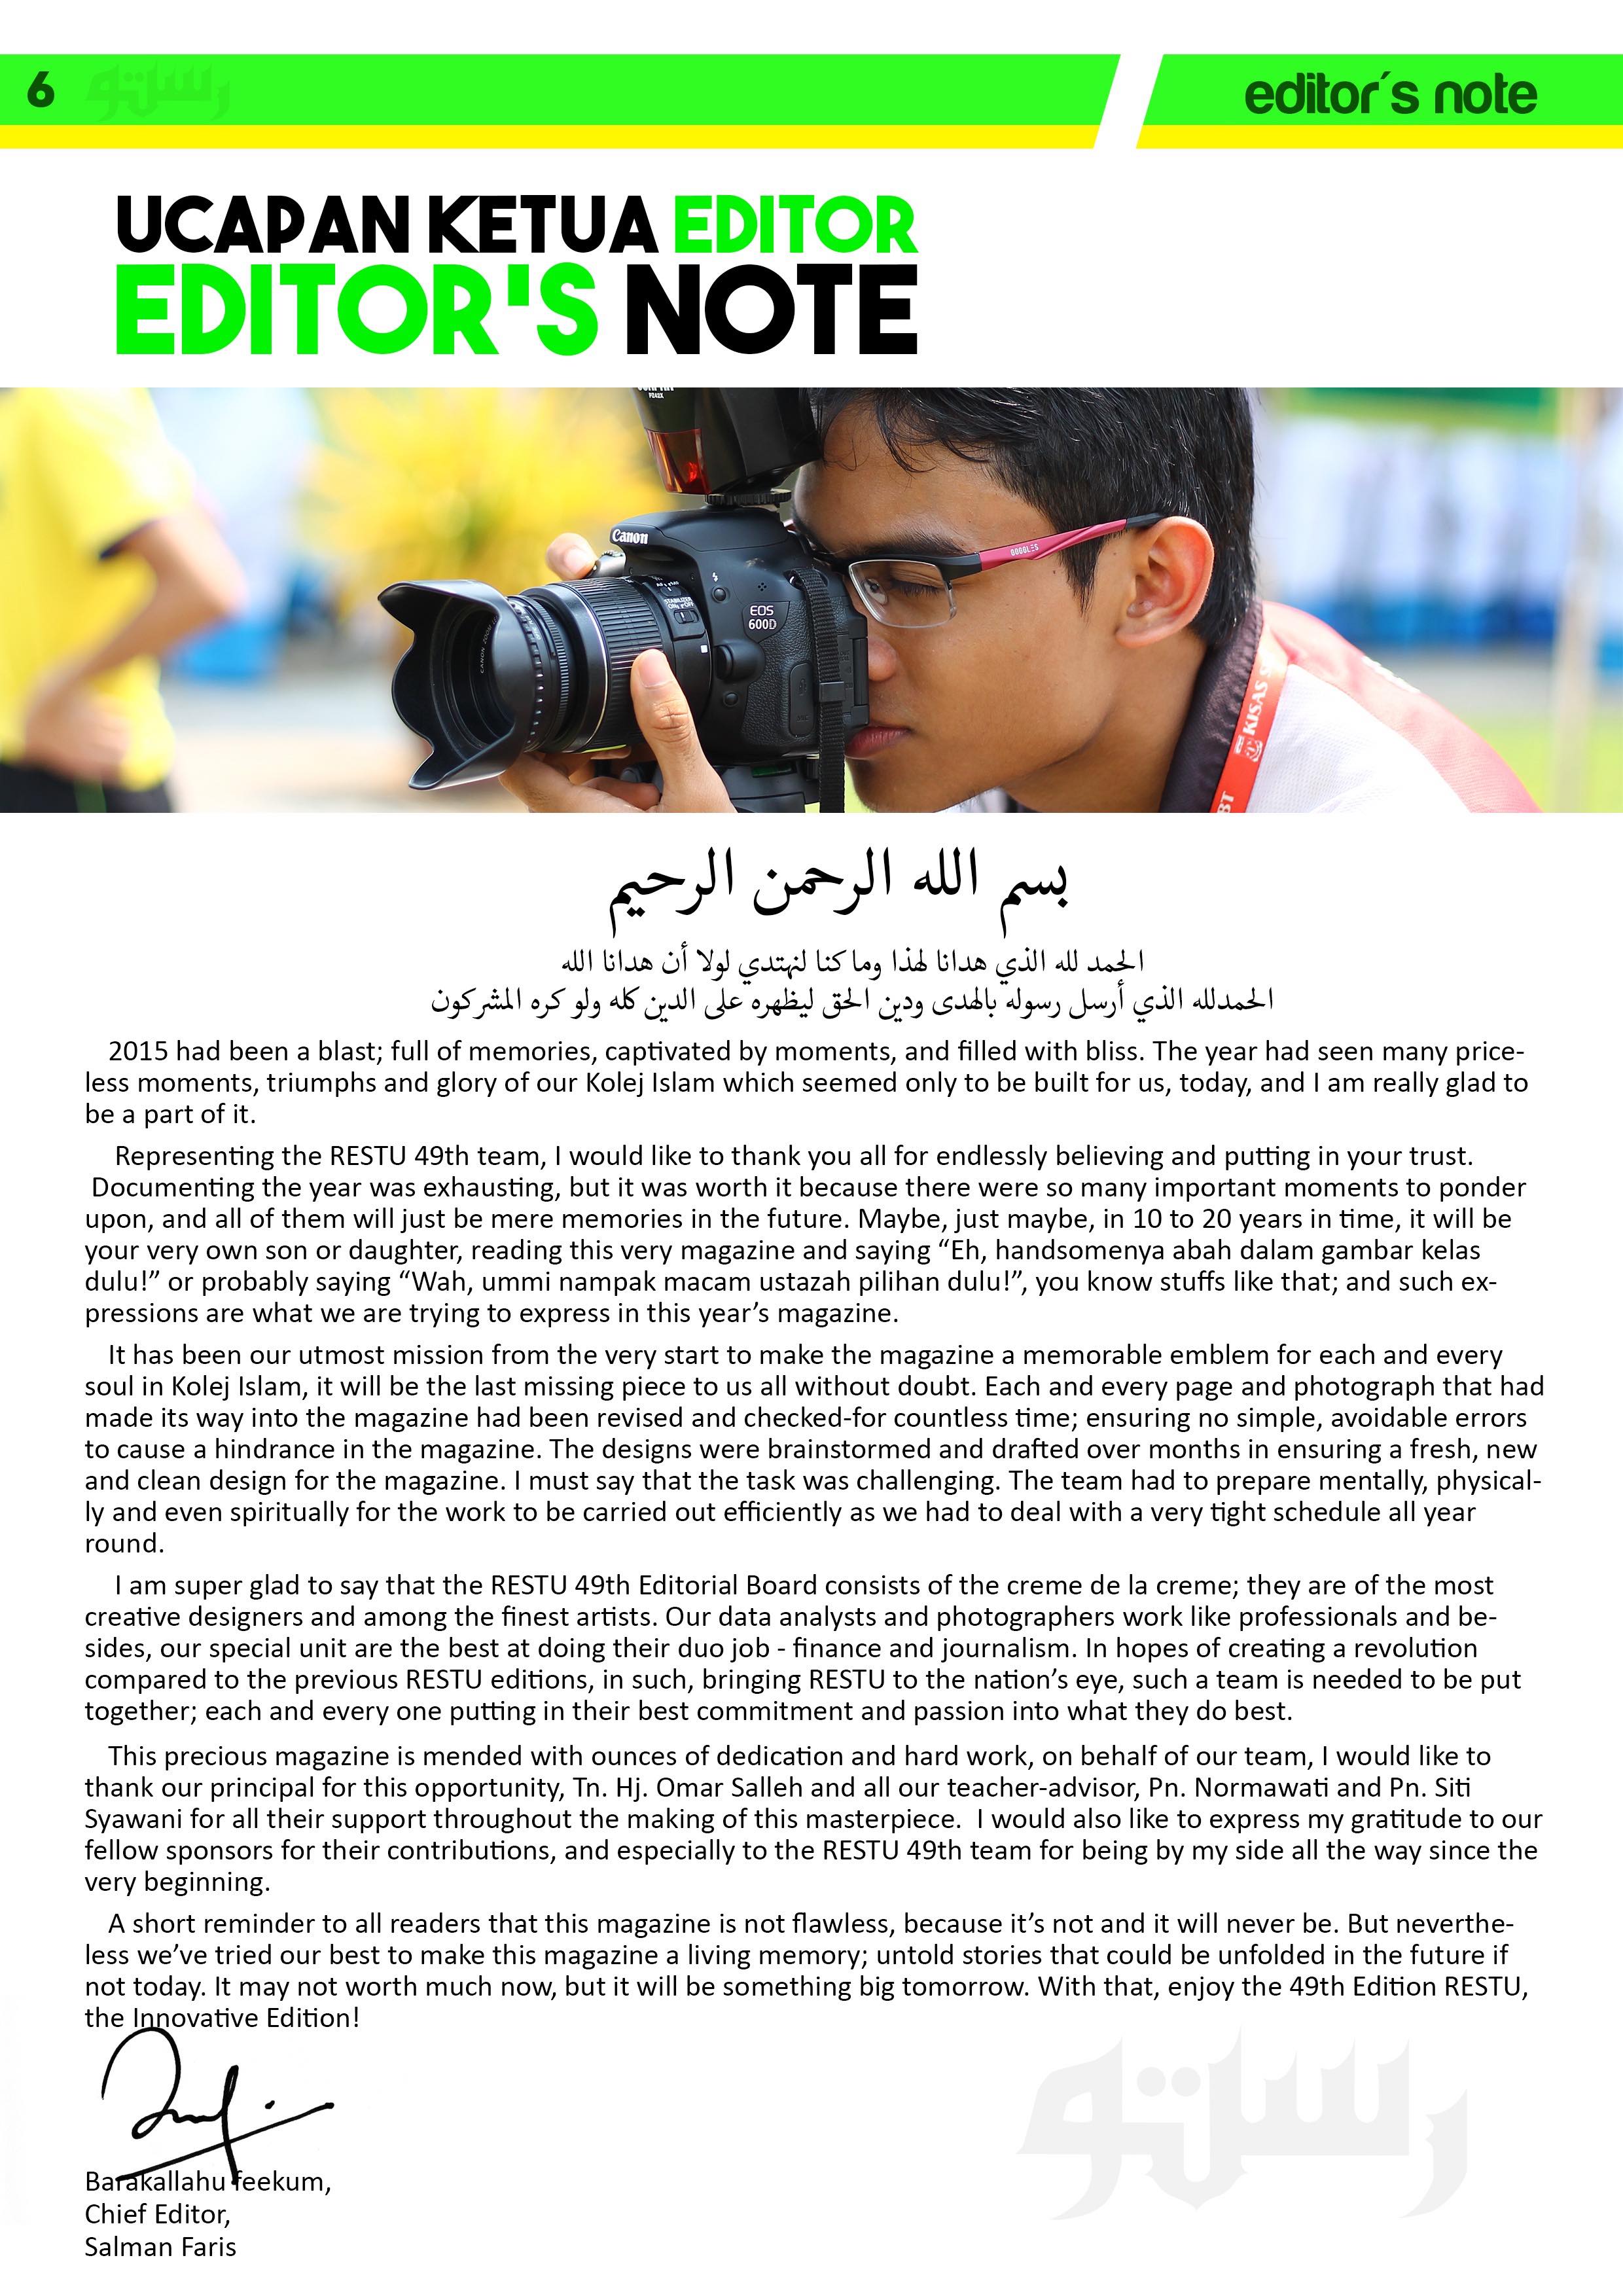 6
رستو
editor´s note
UCAPAN KETUA EDITOR
EDITOR'S NOTE
Canon
EOS
600D
STABILIZER
CANON ZOOM
KISAS
بسم الله الرحمن الرحيم
الحمد لله الذي هدانا لهذا وما كنا لنهتدي لولا أن هدانا الله
الحمدلله الذي أرسل رسوله بالهدى ودين الحق ليظهره على الدين كله ولو كره المشركون
2015 had been a blast; full of memories, captivated by moments, and filled with bliss. The year had seen many price-
less moments, triumphs and glory of our Kolej Islam which seemed only to be built for us, today, and I am really glad to
be a part of it.
Representing the RESTU 49th team, I would like to thank you all for endlessly believing and putting in your trust.
Documenting the year was exhausting, but it was worth it because there were so many important moments to ponder
upon, and all of them will just be mere memories in the future. Maybe, just maybe, in 10 to 20 years in time, it will be
your very own son or daughter, reading this very magazine and saying “Eh, handsomenya abah dalam gambar kelas
dulu!” or probably saying “Wah, ummi nampak macam ustazah pilihan dulu!”, you know stuffs like that; and such ex-
pressions are what we are trying to express in this year’s magazine.
It has been our utmost mission from the very start to make the magazine a memorable emblem for each and every
soul in Kolej Islam, it will be the last missing piece to us all without doubt. Each and every page and photograph that had
made its way into the magazine had been revised and checked-for countless time; ensuring no simple, avoidable errors
to cause a hindrance in the magazine. The designs were brainstormed and drafted over months in ensuring a fresh, new
and clean design for the magazine. I must say that the task was challenging. The team had to prepare mentally, physical-
ly and even spiritually for the work to be carried out efficiently as we had to deal with a very tight schedule all year
round.
I am super glad to say that the RESTU 49th Editorial Board consists of the creme de la creme; they are of the most
creative designers and among the finest artists. Our data analysts and photographers work like professionals and be-
sides, our special unit are the best at doing their duo job - finance and journalism. In hopes of creating a revolution
compared to the previous RESTU editions, in such, bringing RESTU to the nation’s eye, such a team is needed to be put
together; each and every one putting in their best commitment and passion into what they do best.
This precious magazine is mended with ounces of dedication and hard work, on behalf of our team, I would like to
thank our principal for this opportunity, Tn. Hj. Omar Salleh and all our teacher-advisor, Pn. Normawati and Pn. Siti
Syawani for all their support throughout the making of this masterpiece.  I would also like to express my gratitude to our
fellow sponsors for their contributions, and especially to the RESTU 49th team for being by my side all the way since the
very beginning.
A short reminder to all readers that this magazine is not flawless, because it’s not and it will never be. But neverthe-
less we’ve tried our best to make this magazine a living memory; untold stories that could be unfolded in the future if
not today. It may not worth much now, but it will be something big tomorrow. With that, enjoy the 49th Edition RESTU,
the Innovative Edition!
Barakallahu feekum,
Chief Editor,
Salman Faris
رستو